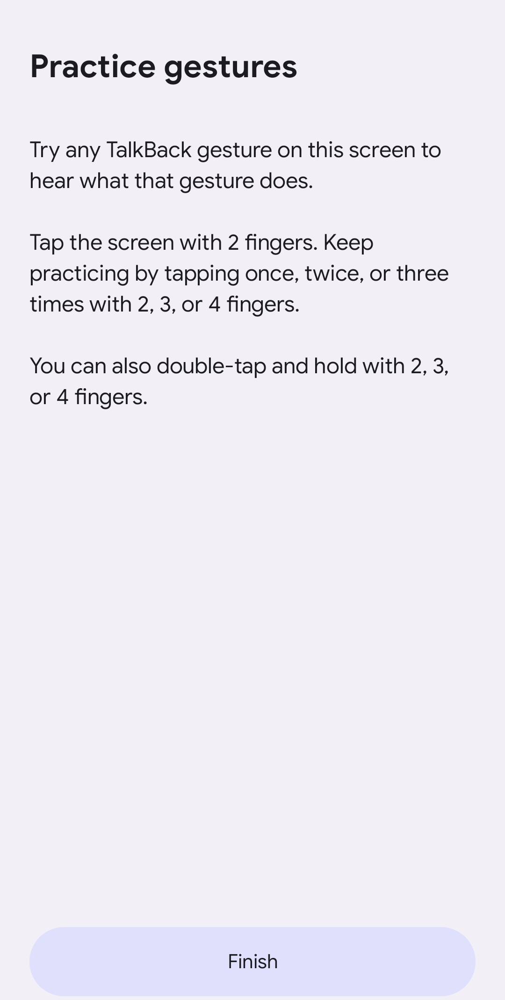 Practice gestures
Try any TalkBack gesture on this screen to
hear what that gesture does.
Tap the screen with 2 fingers. Keep
practicing by tapping once, twice, or three
times with 2, 3, or 4 fingers.
You can also double-tap and hold with 2, 3,
or 4 fingers.
Finish